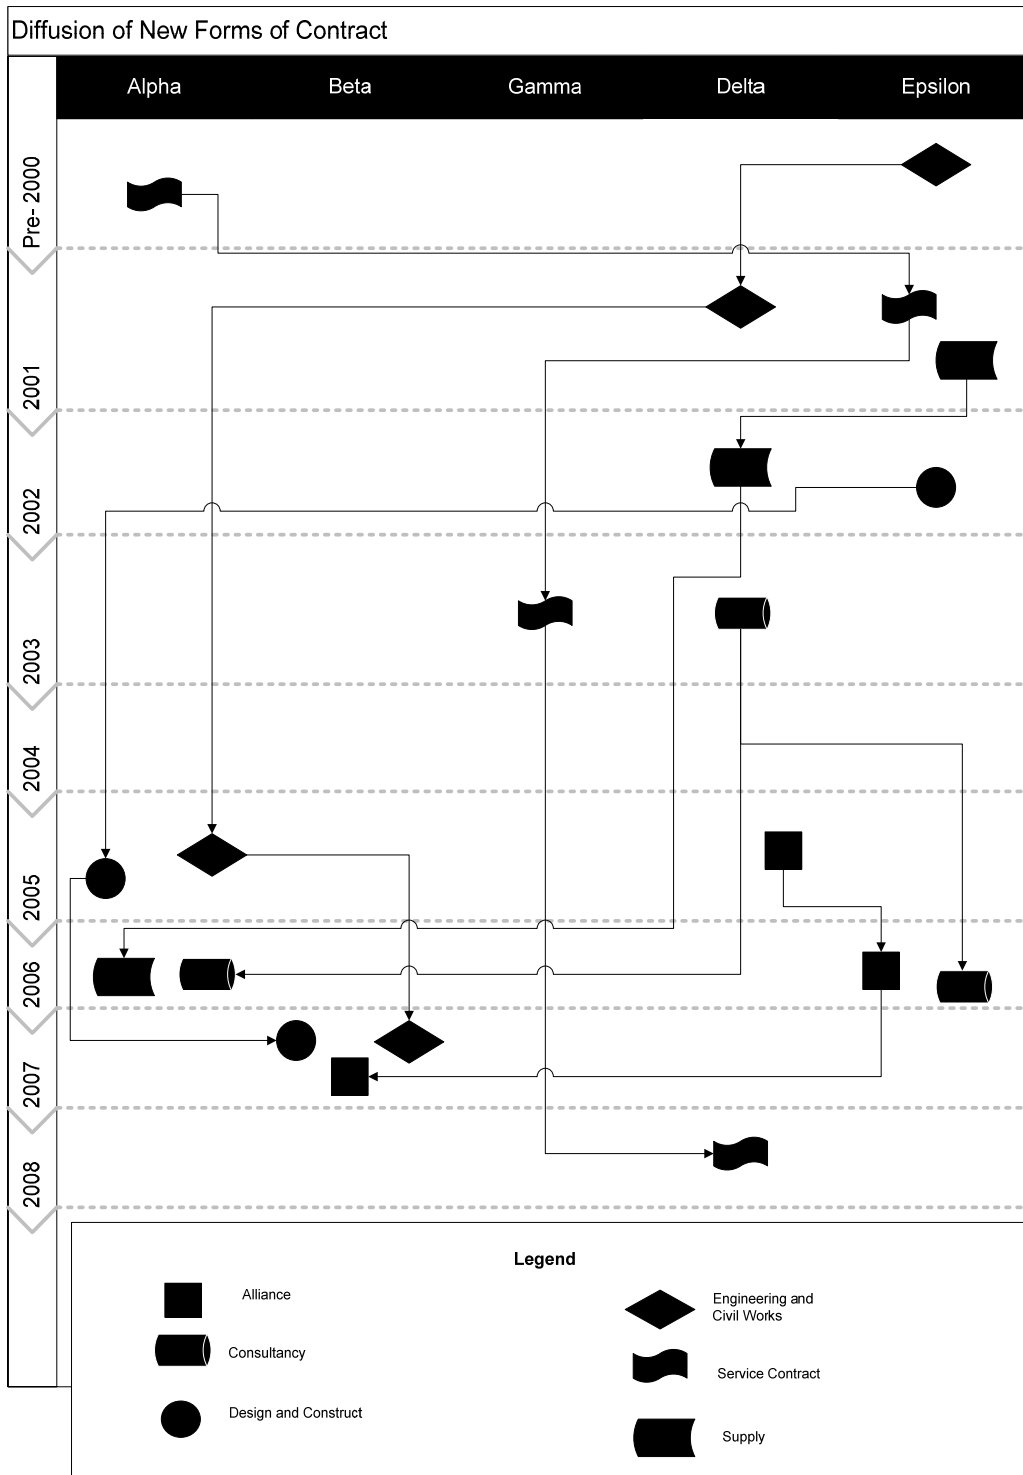 Diffusion of New Forms of Contract
Alpha Beta Gamma Delta Epsilon
Pre- 2000
2001
2002
2003
2004
2005
2006
2007
2008
Legend
Alliance
Consultancy
Design and Construct
Engineering and
Civil Works
Service Contract
Supply